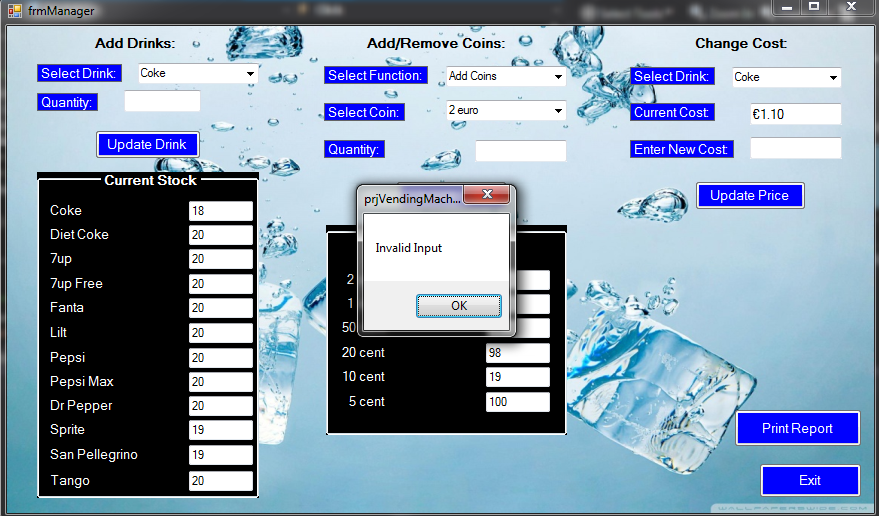 frmManager
Add Drinks:
Select Drink:
Coke
Quantity:
Update Drink
Current Stock
Coke
18
Diet Coke
20
7up
20
7up Free
20
Fanta
20
Lilt
20
Pepsi
20
Pepsi Max
20
Dr Pepper
20
Sprite
19
San Pellegrino
19
Tango
20
Add/Remove Coins:
Select Function:
Add Coins
Select Coin:
2 euro
Quantity:
prjVendingMach...
Invalid Input
OK
2
1
50
20 cent
98
10 cent
19
5 cent
100
Change Cost:
Select Drink:
Coke
Current Cost:
€1.10
Enter New Cost:
Update Price
Print Report
Exit
WALLPAPERSWIDE.COM